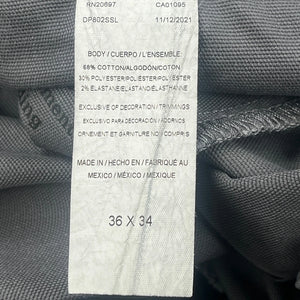 RN20697 CA01095
DP802SSL 11/12/2021
BODY / CUERPO / L'ENSEMBLE
68% COTTON/ALGODÓN/COTON
30% POLYESTER/POLIÉSTER/POLYESTER
2% ELASTANE/ELASTANO/ÉLASTHANNE
EXCLUSIVE OF DECORATION / TRIMMINGS
EXCLUSIVO DE DECORACIÓN / ADORNOS
ORNEMENT ET GARNITURE NON COMPRIS
MADE IN / HECHO EN / FABRIQUÉ AU
MEXICO / MÉXICO / MEXIQUE
36 X 34